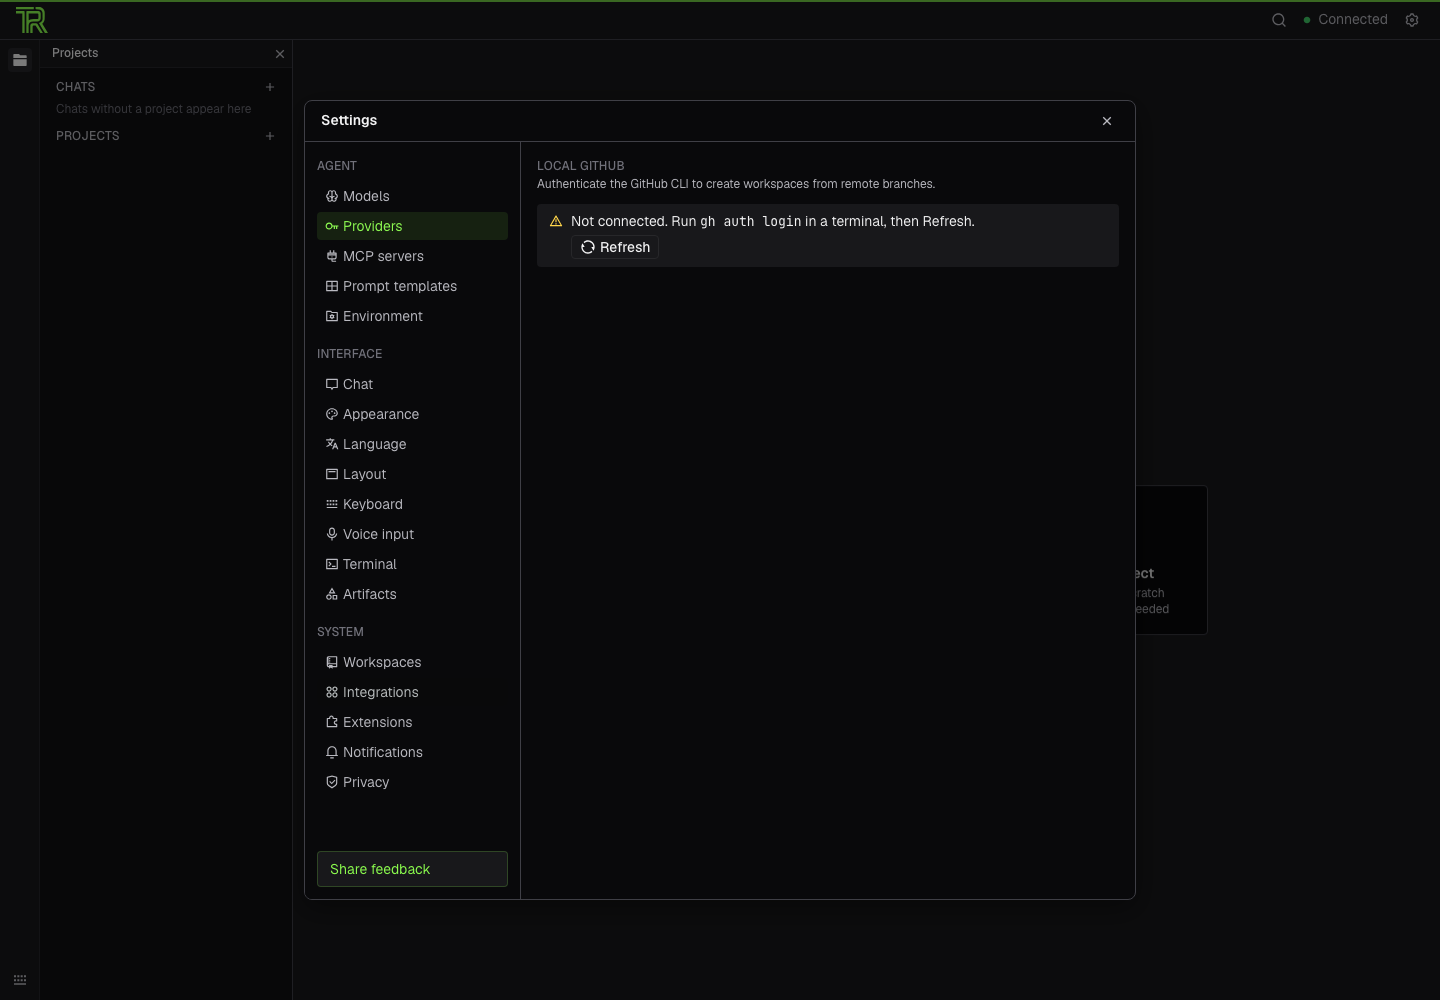 TR
Connected
Projects
CHATS
Chats without a project appear here
PROJECTS
Settings
AGENT
Models
Providers
MCP servers
Prompt templates
Environment
INTERFACE
Chat
Appearance
Language
Layout
Keyboard
Voice input
Terminal
Artifacts
SYSTEM
Workspaces
Integrations
Extensions
Notifications
Privacy
Share feedback
LOCAL GITHUB
Authenticate the GitHub CLI to create workspaces from remote branches.
Not connected. Run gh auth login in a terminal, then Refresh.
Refresh